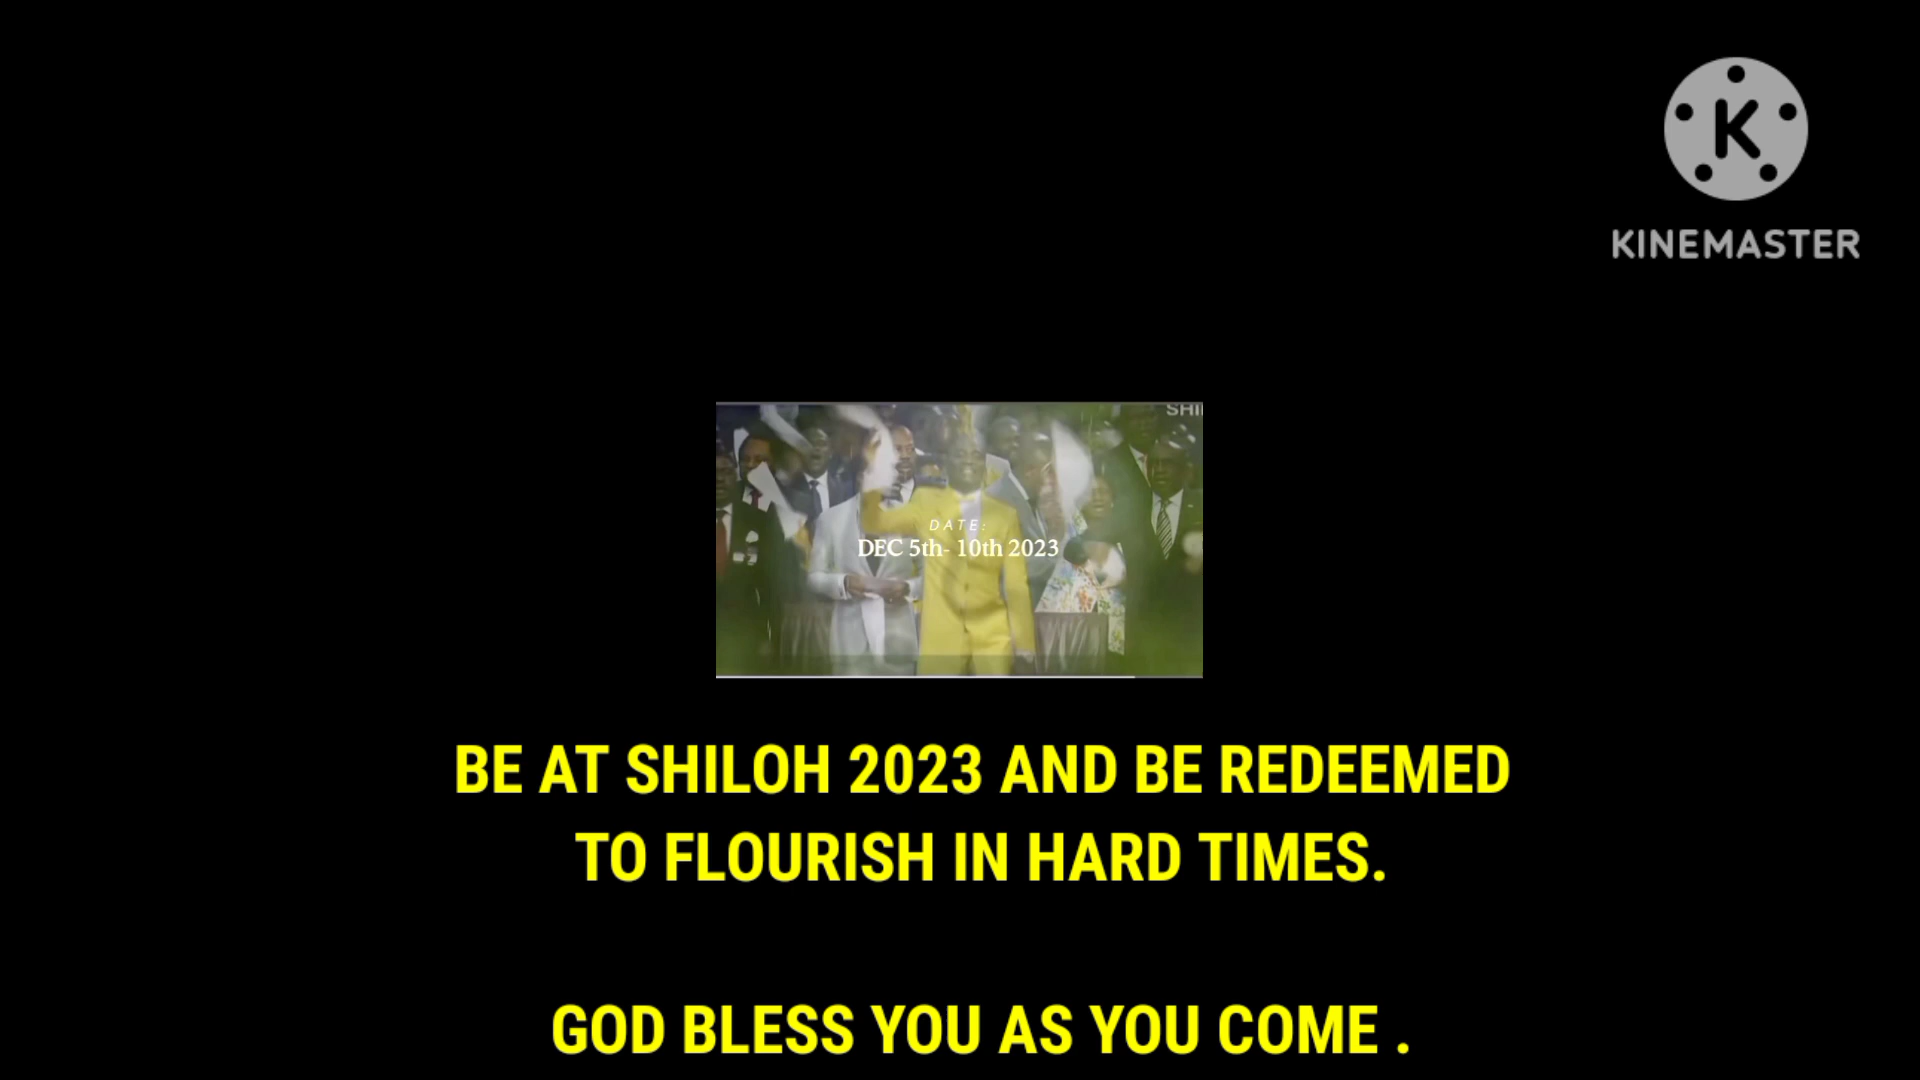 KINEMASTER
SHI
DATE:
DEC 5th- 10th 2023
BE AT SHILOH 2023 AND BE REDEEMED
TO FLOURISH IN HARD TIMES.
GOD BLESS YOU AS YOU COME .